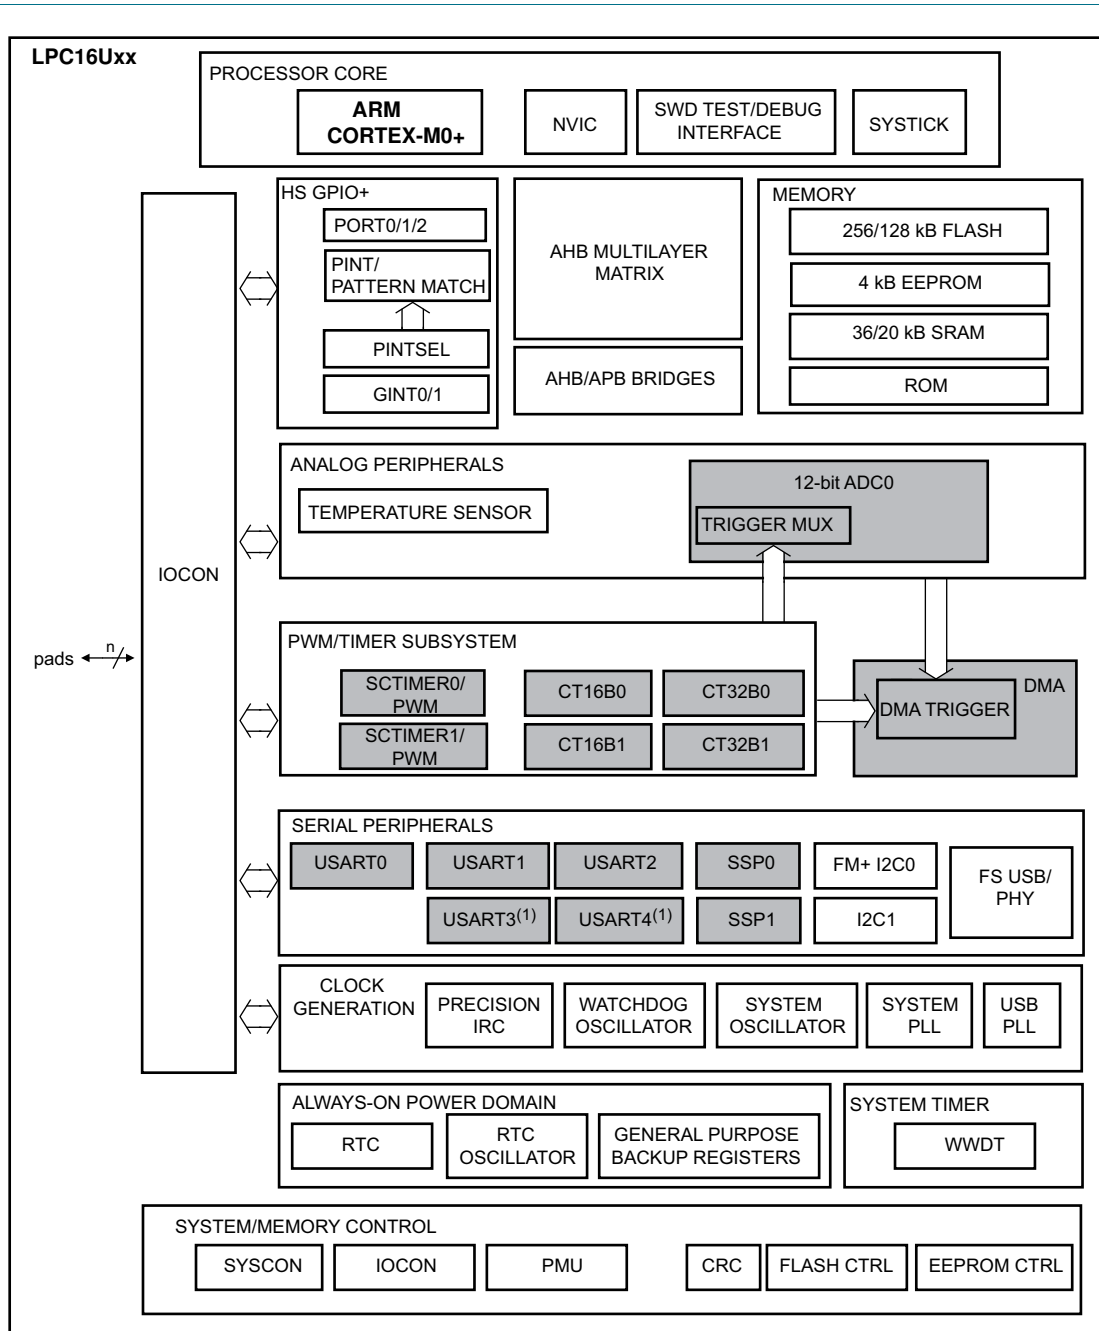 LPC16Uxx
PROCESSOR CORE
ARM
CORTEX-M0+
NVIC
SWD TEST/DEBUG
INTERFACE
SYSTICK
HS GPIO+
PORT0/1/2
PINT/
PATTERN MATCH
PINTSEL
GINT0/1
AHB MULTILAYER
MATRIX
AHB/APB BRIDGES
MEMORY
256/128 kB FLASH
4 kB EEPROM
36/20 kB SRAM
ROM
IOCON
pads
n
ANALOG PERIPHERALS
TEMPERATURE SENSOR
12-bit ADC0
TRIGGER MUX
PWM/TIMER SUBSYSTEM
SCTIMER0/
PWM
CT16B0
CT32B0
SCTIMER1/
PWM
CT16B1
CT32B1
DMA
DMA TRIGGER
SERIAL PERIPHERALS
USART0
USART1
USART2
SSP0
FM+ I2C0
FS USB/
PHY
USART3(1)
USART4(1)
SSP1
I2C1
CLOCK
GENERATION
PRECISION
IRC
WATCHDOG
OSCILLATOR
SYSTEM
OSCILLATOR
SYSTEM
PLL
USB
PLL
ALWAYS-ON POWER DOMAIN
RTC
RTC
OSCILLATOR
GENERAL PURPOSE
BACKUP REGISTERS
SYSTEM TIMER
WWDT
SYSTEM/MEMORY CONTROL
SYSCON
IOCON
PMU
CRC
FLASH CTRL
EEPROM CTRL